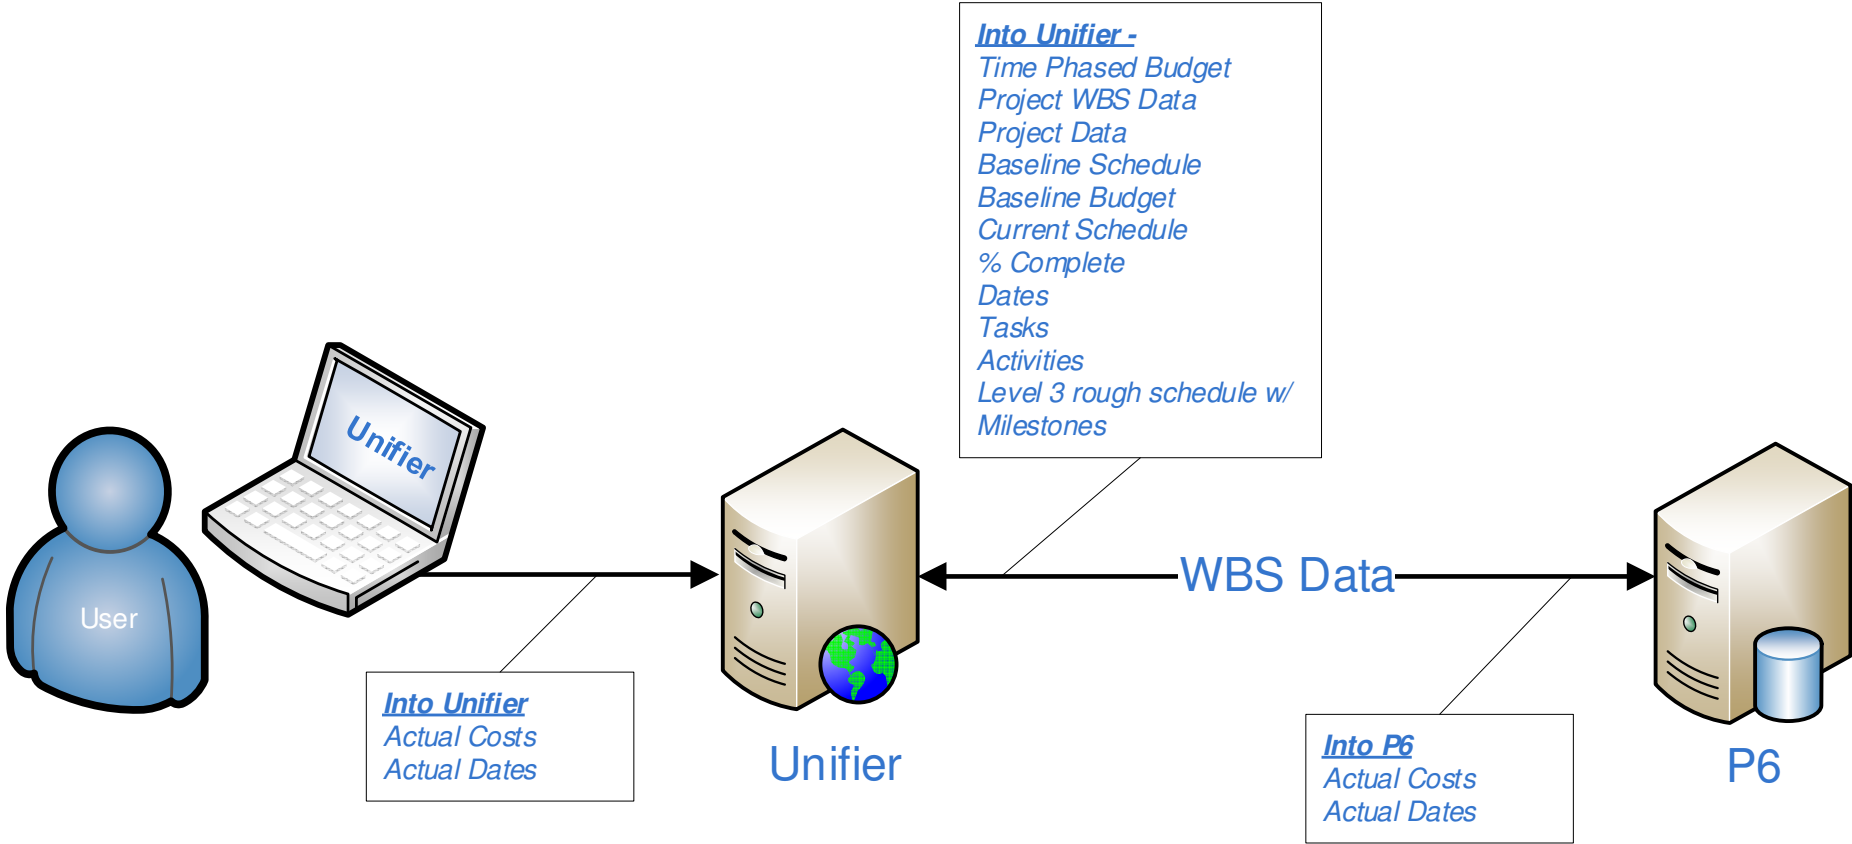 Into Unifier -
Time Phased Budget
Project WBS Data
Project Data
Baseline Schedule
Baseline Budget
Current Schedule
% Complete
Dates
Tasks
Activities
Level 3 rough schedule w/
Milestones
Unifier
User
WBS Data
Into Unifier
Actual Costs
Actual Dates
Unifier
Into P6
Actual Costs
Actual Dates
P6